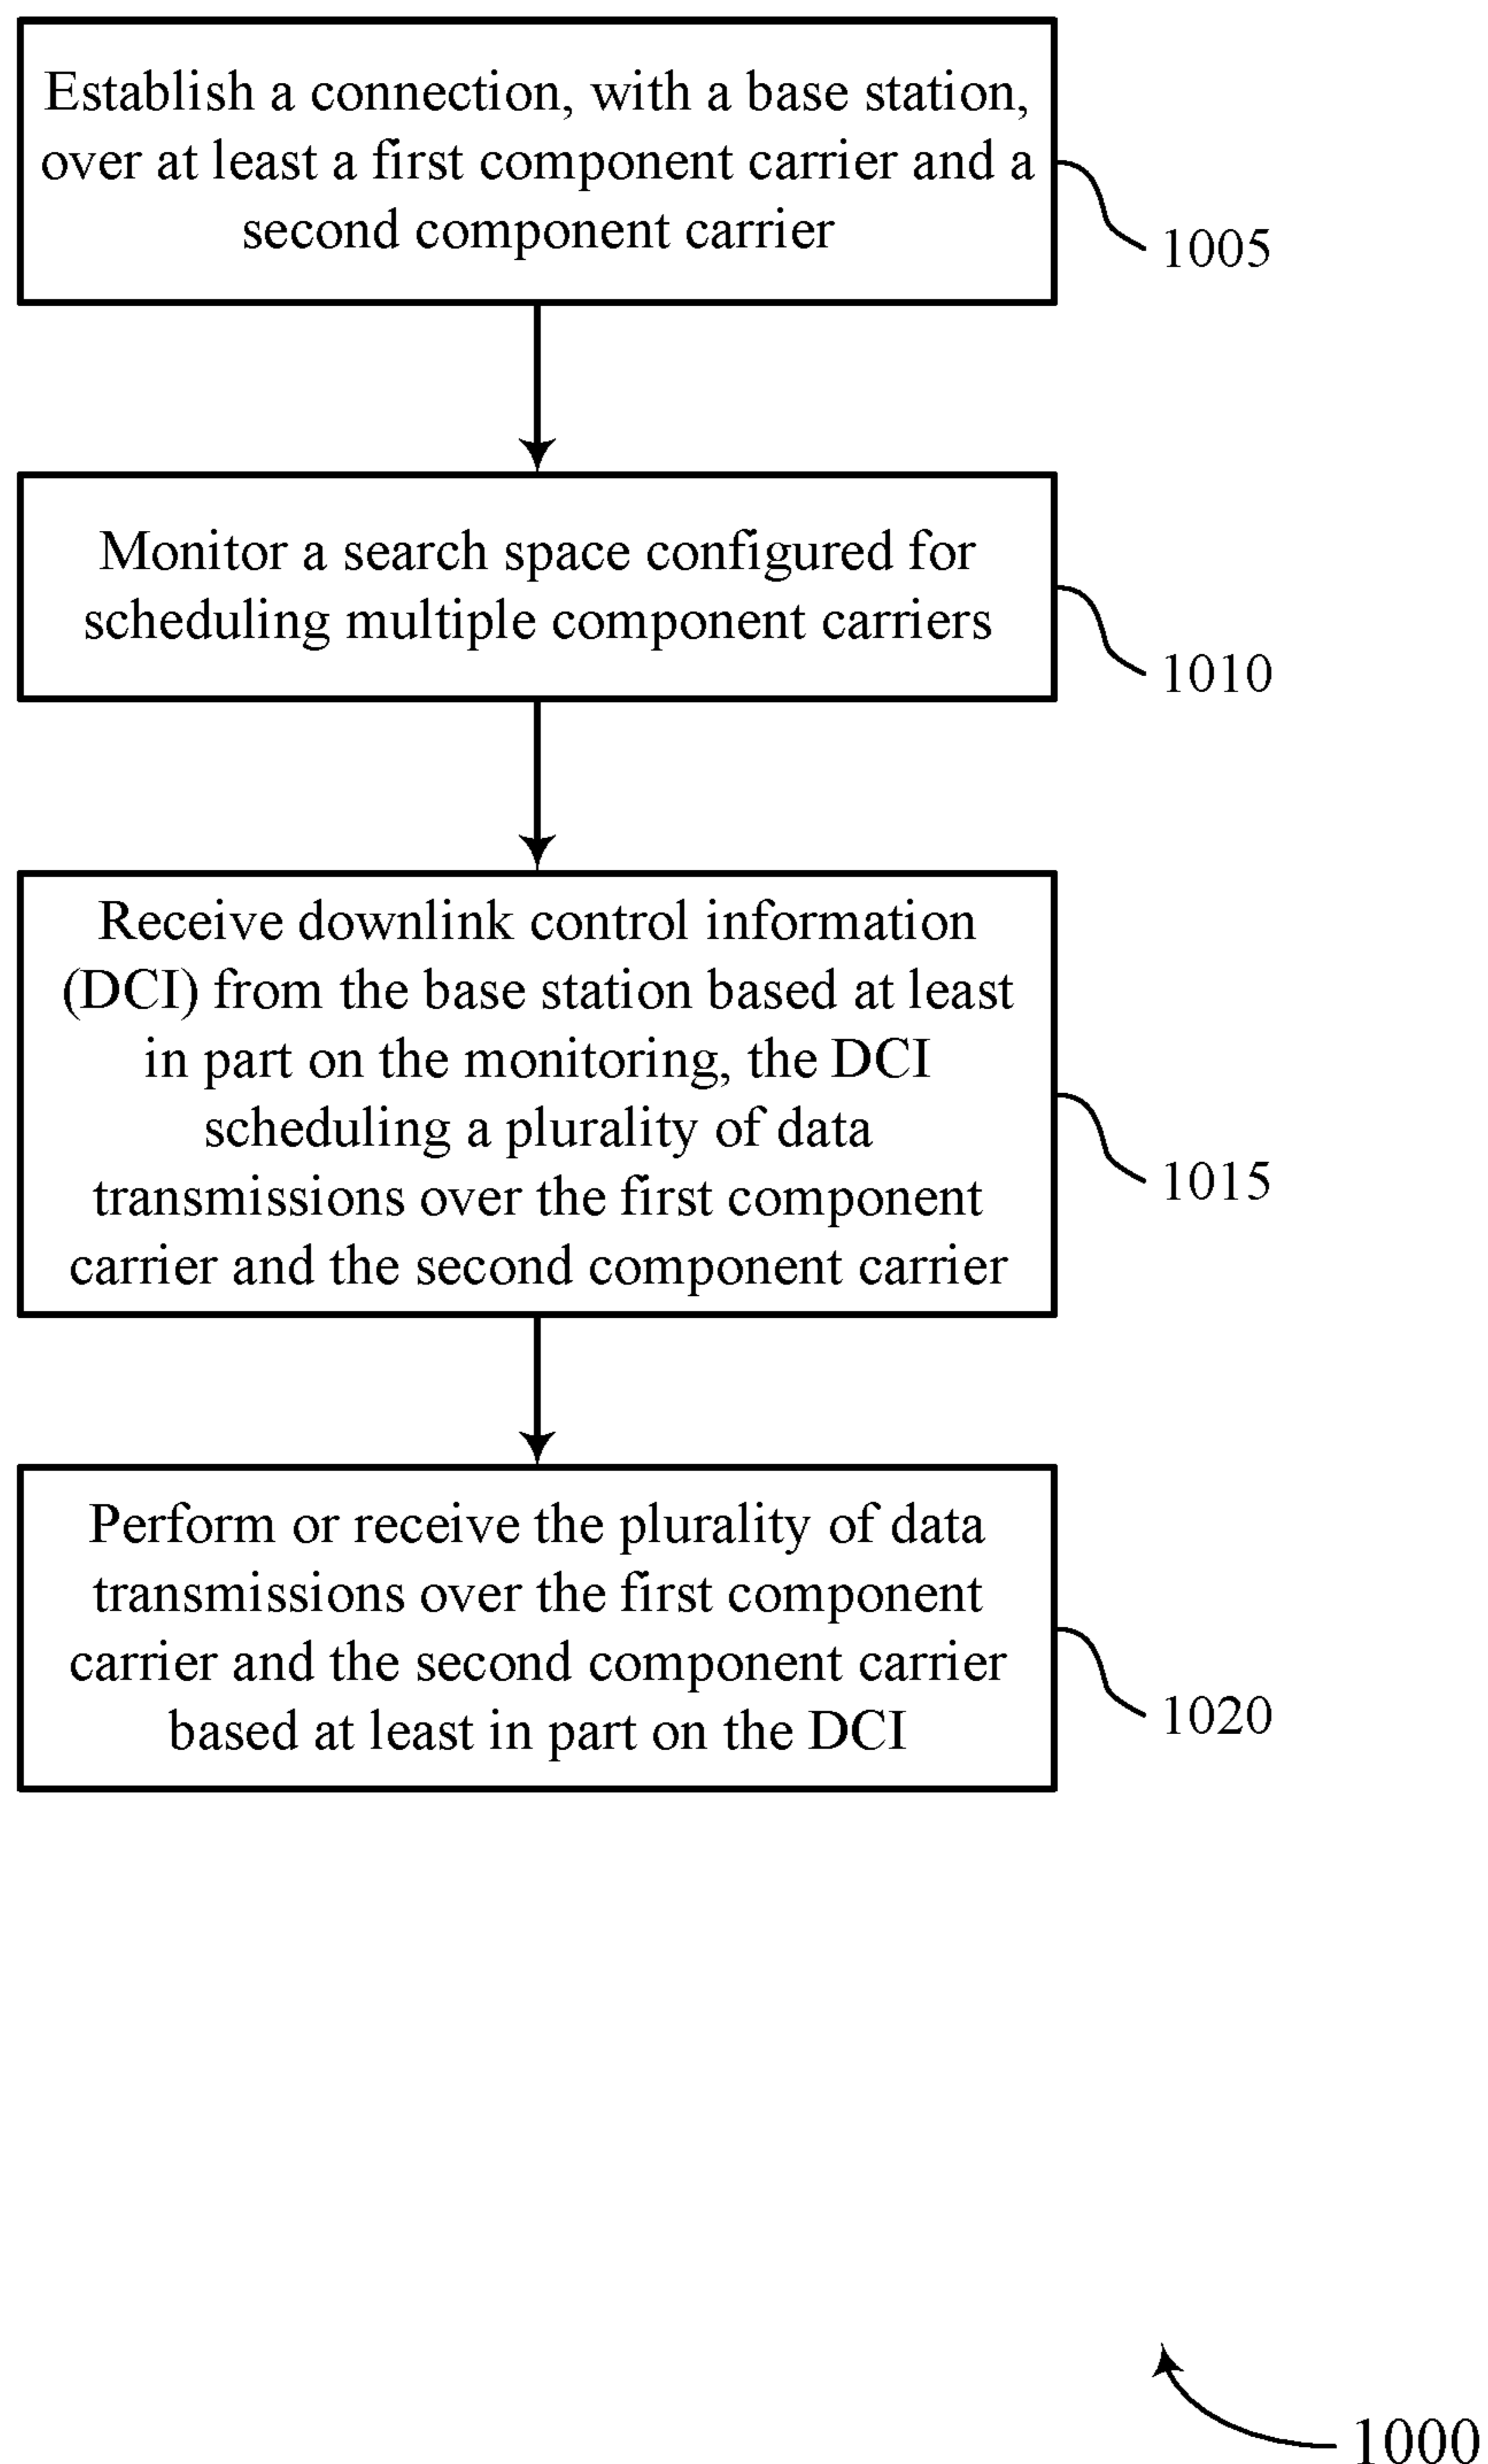 Establish a connection, with a base station,
over at least a first component carrier and a
second component carrier
1005
Monitor a search space configured for
scheduling multiple component carriers
1010
Receive downlink control information
(DCI) from the base station based at least
in part on the monitoring, the DCI
scheduling a plurality of data
transmissions over the first component
carrier and the second component carrier
1015
Perform or receive the plurality of data
transmissions over the first component
carrier and the second component carrier
based at least in part on the DCI
1020
1000